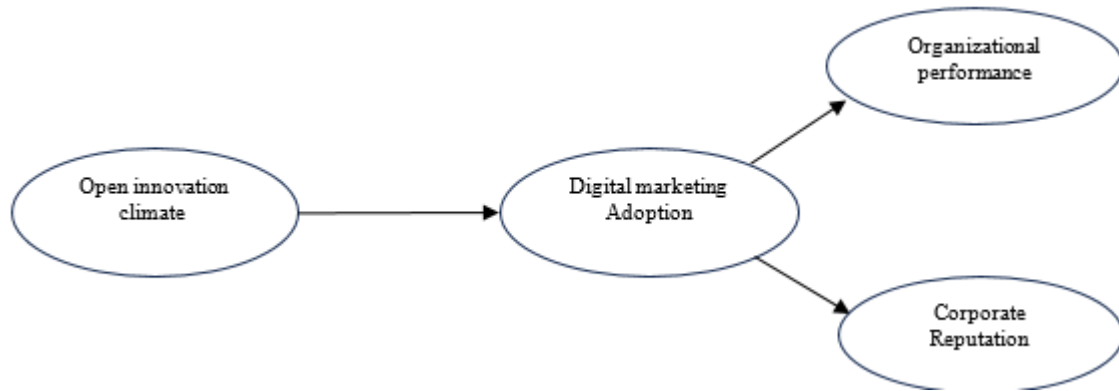 Organizational
performance
Open innovation
climate
Digital marketing
Adoption
Corporate
Reputation